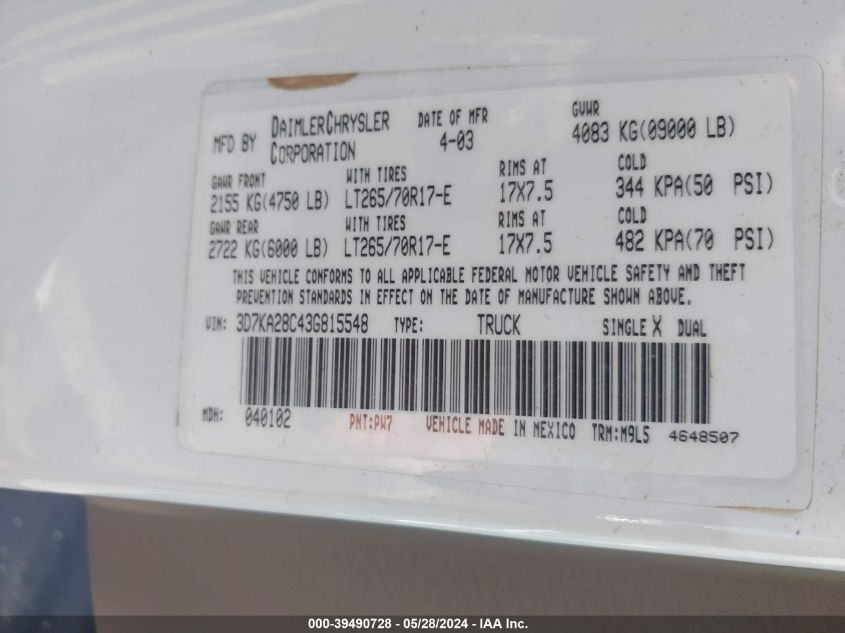 MFD BY DAIMLERCHRYSLER CORPORATION DATE OF MFR 4-03 GVWR 4083 KG(09000 LB)
GAWR FRONT WITH TIRES RIMS AT COLD
2155 KG(4750 LB) LT265/70R17-E 17X7.5 344 KPA(50 PSI)
GAWR REAR WITH TIRES RIMS AT COLD
2722 KG(6000 LB) LT265/70R17-E 17X7.5 482 KPA(70 PSI)
THIS VEHICLE CONFORMS TO ALL APPLICABLE FEDERAL MOTOR VEHICLE SAFETY AND THEFT
PREVENTION STANDARDS IN EFFECT ON THE DATE OF MANUFACTURE SHOWN ABOVE.
VIN: 3D7KA28C43G815548 TYPE: TRUCK SINGLE X DUAL
MDH: 040102 PNT:PW7 VEHICLE MADE IN MEXICO TRM:M9L5 4648507
000-39490728 - 05/28/2024 - IAA Inc.